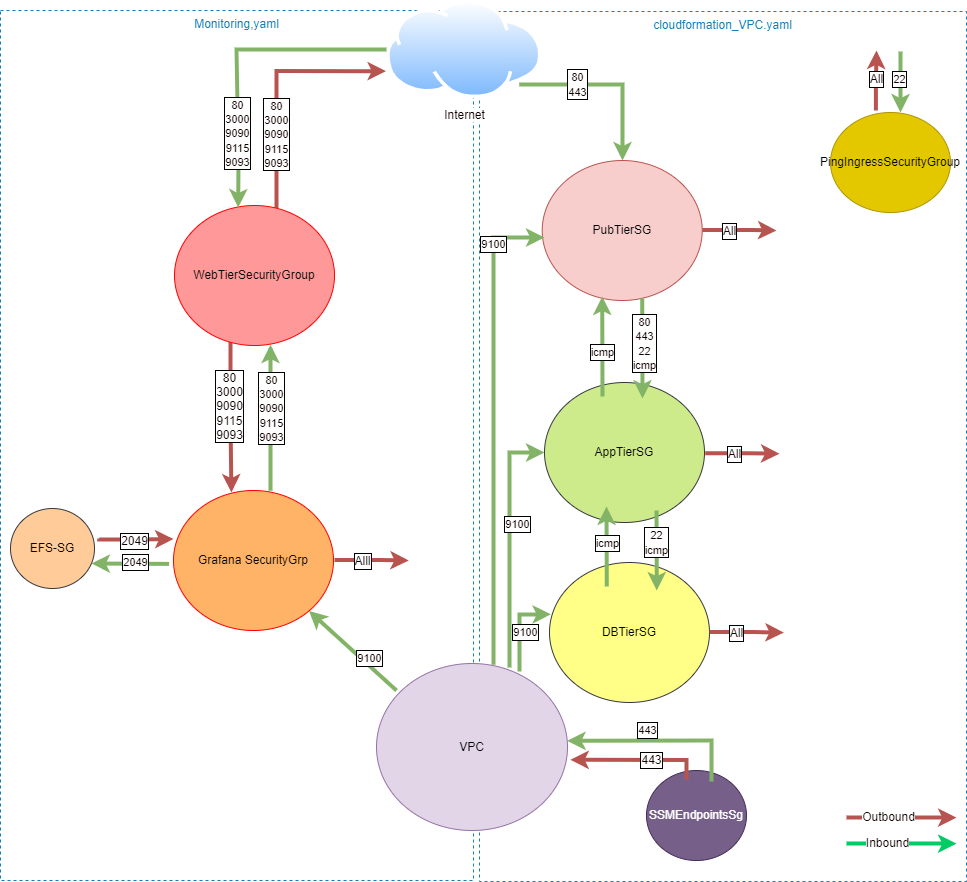 Monitoring,yaml
cloudformation_VPC.yaml
Internet
80
443
All
22
80
3000
9090
9115
9093
80
3000
9090
9115
9093
PingIngressSecurityGroup
PubTierSG
All
9100
WebTierSecurityGroup
icmp
80
443
22
icmp
80
3000
9090
9115
9093
80
3000
9090
9115
9093
AppTierSG
All
9100
EFS-SG
2049
2049
Grafana SecurityGrp
Alll
icmp
22
icmp
9100
DBTierSG
All
9100
VPC
443
443
SSMEndpointsSg
Outbound
Inbound